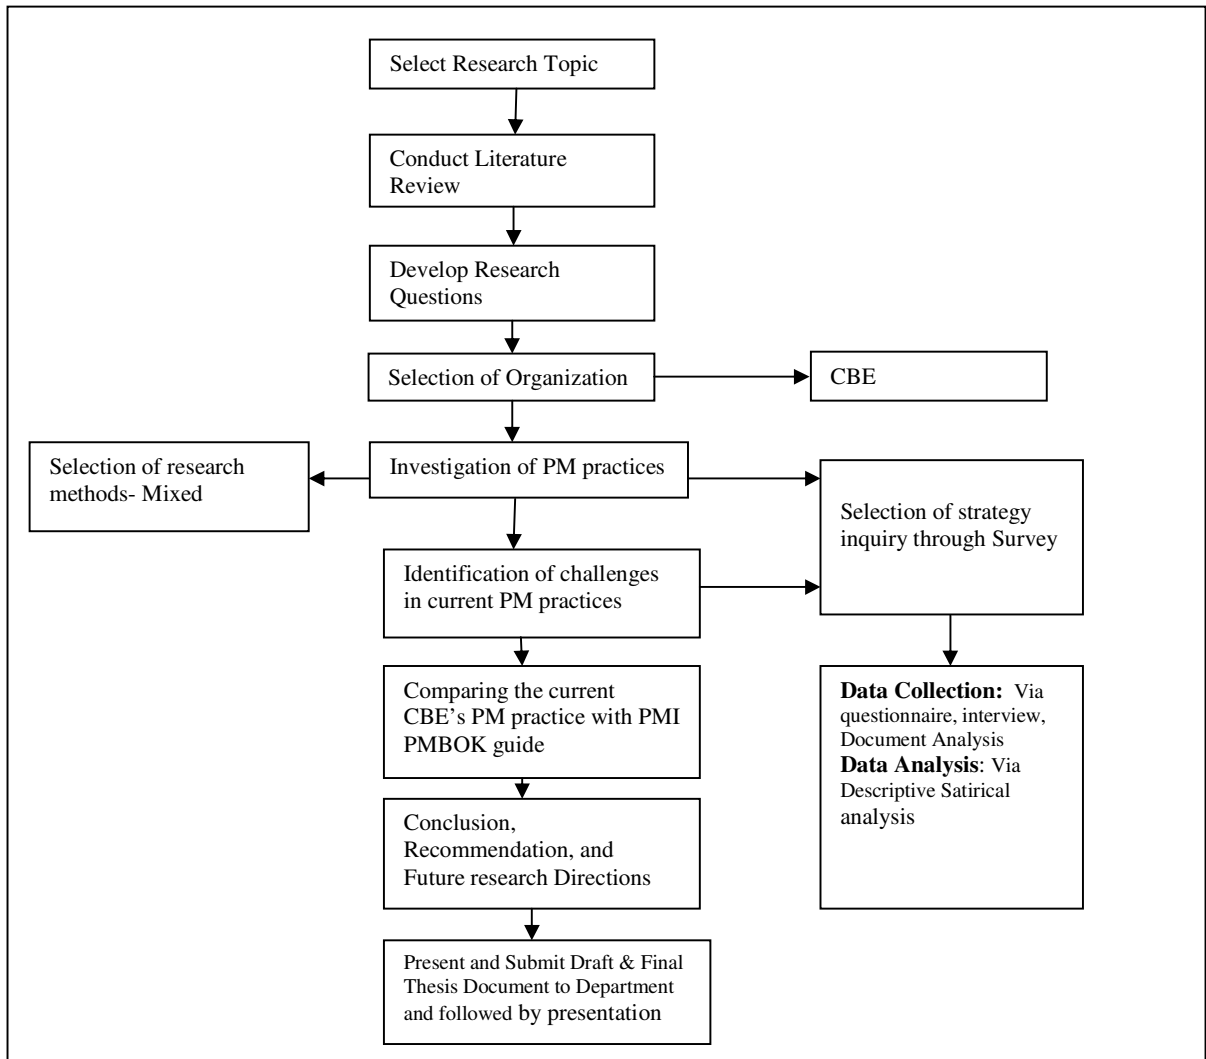 Select Research Topic
Conduct Literature
Review
Develop Research
Questions
Selection of Organization
CBE
Selection of research
methods- Mixed
Investigation of PM practices
Selection of strategy
inquiry through Survey
Identification of challenges
in current PM practices
Comparing the current
CBE’s PM practice with PMI
PMBOK guide
Data Collection: Via
questionnaire, interview,
Document Analysis
Data Analysis: Via
Descriptive Satirical
analysis
Conclusion,
Recommendation, and
Future research Directions
Present and Submit Draft & Final
Thesis Document to Department
and followed by presentation